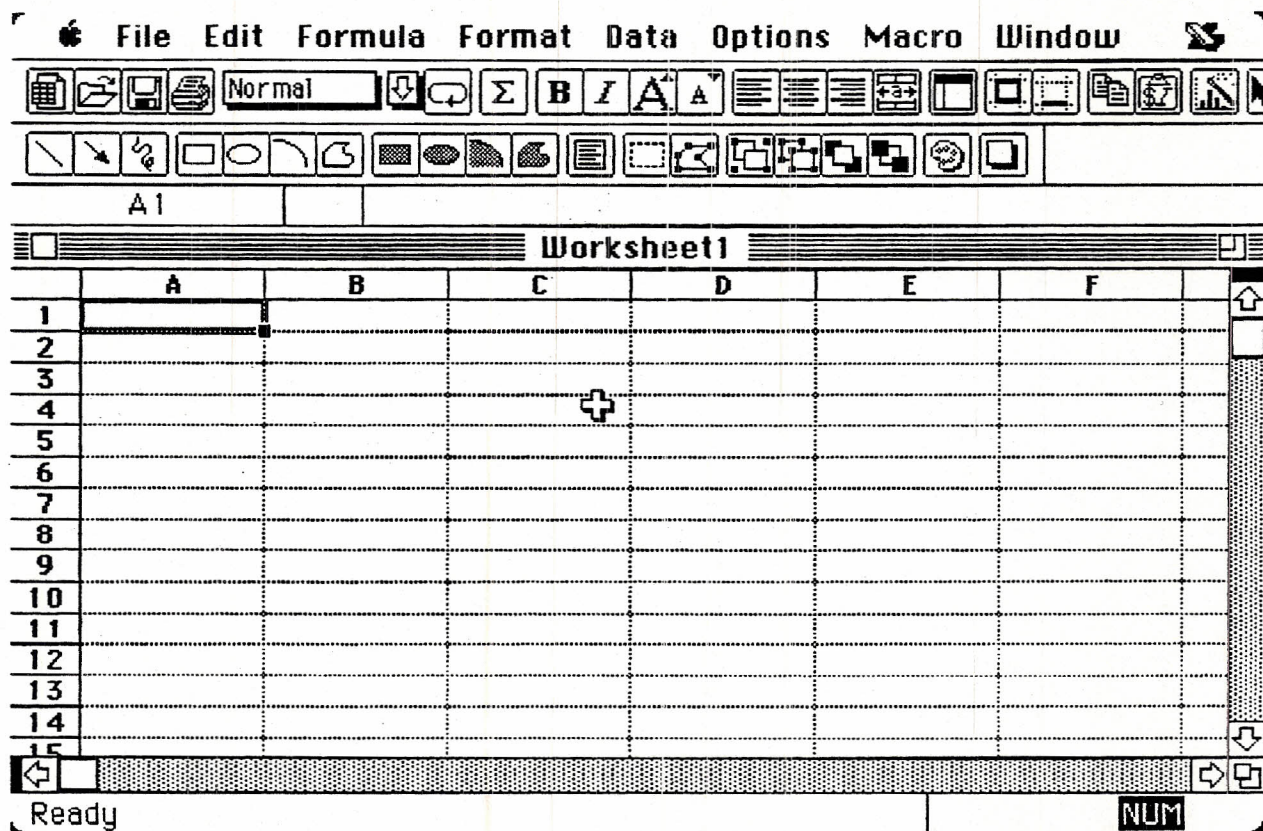 File Edit Formula Format Data Options Macro Window
Normal Σ B I A A a
A1
Worksheet1
A B C D E F
1
2
3
4
5
6
7
8
9
10
11
12
13
14
15
Ready NUM